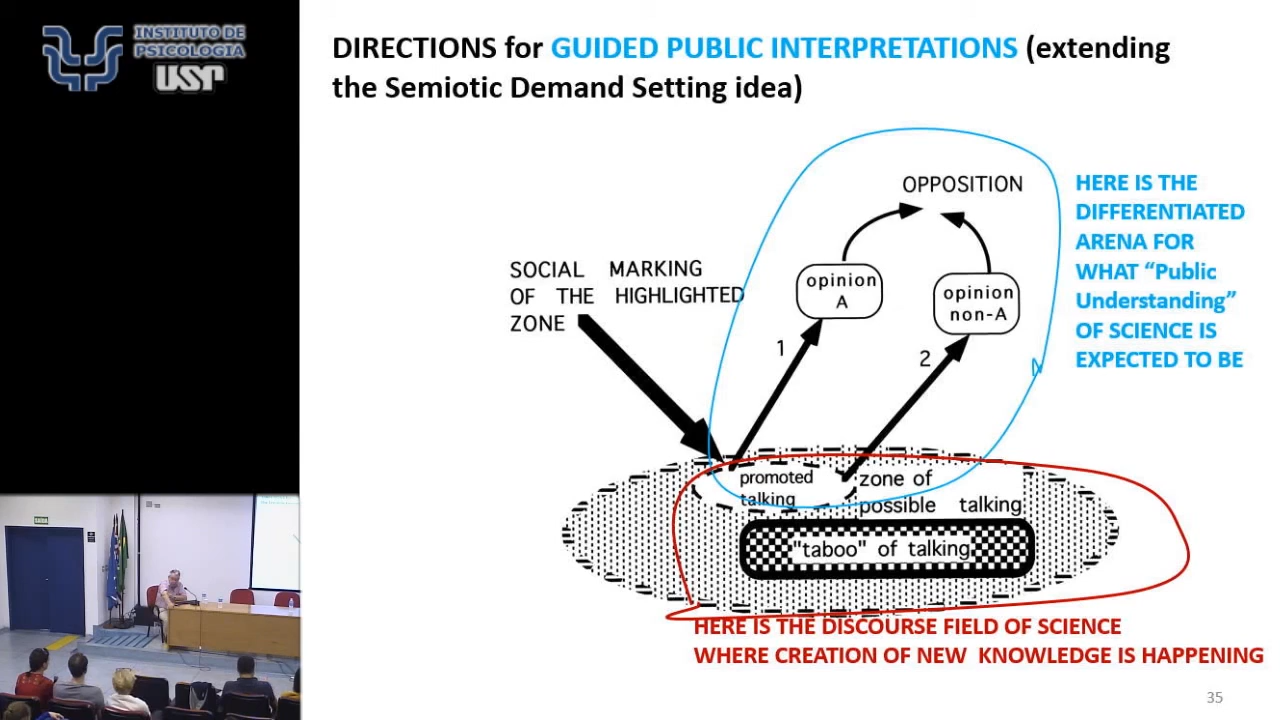 INSTITUTO DE
PSICOLOGIA
USP
DIRECTIONS for GUIDED PUBLIC INTERPRETATIONS (extending
the Semiotic Demand Setting idea)
OPPOSITION
HERE IS THE
DIFFERENTIATED
ARENA FOR
WHAT “Public
Understanding”
OF SCIENCE IS
EXPECTED TO BE
SOCIAL MARKING
OF THE HIGHLIGHTED
ZONE
opinion
A
opinion
non-A
1
2
promoted
talking
zone of
possible talking
"taboo" of talking
HERE IS THE DISCOURSE FIELD OF SCIENCE
WHERE CREATION OF NEW KNOWLEDGE IS HAPPENING
35